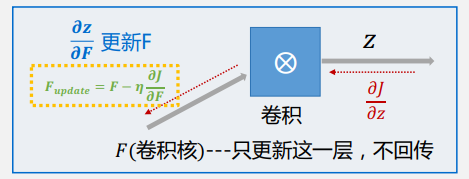 ∂z/∂F 更新F
F_update = F − η ∂J/∂F
⊗
z
∂J/∂z
卷积
F(卷积核)---只更新这一层，不回传